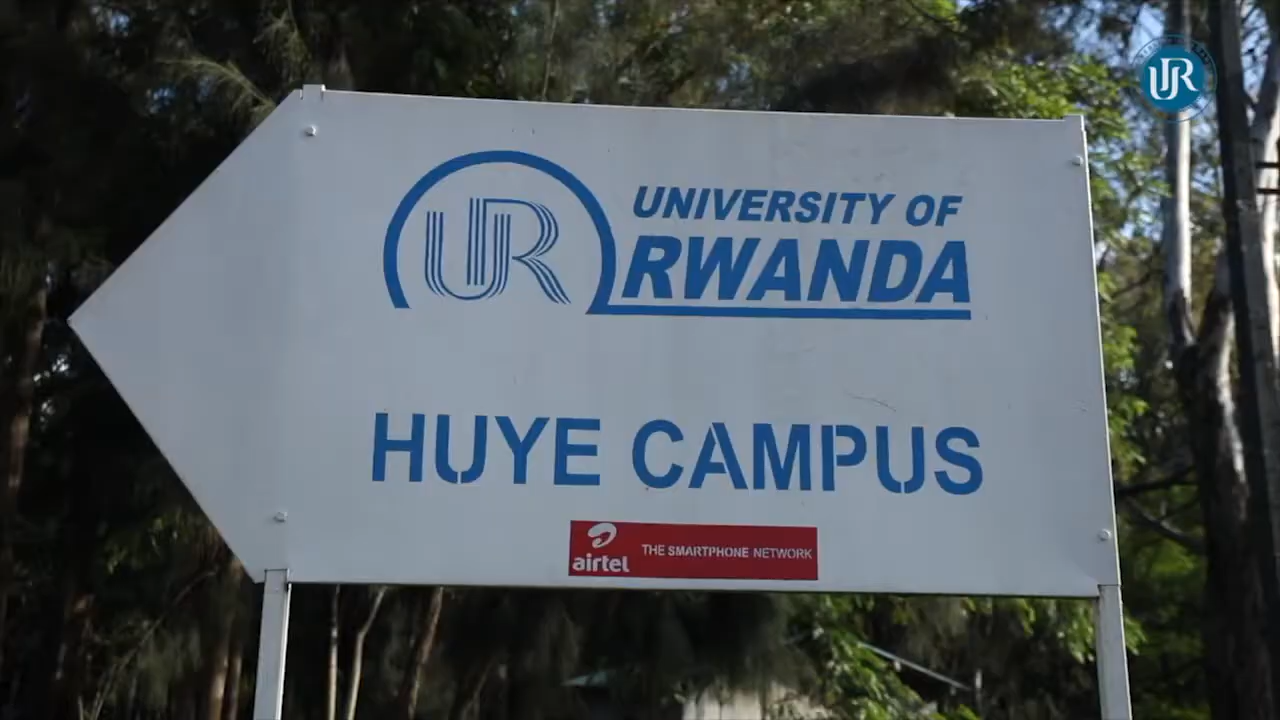 UR
UR
UNIVERSITY OF
RWANDA
HUYE CAMPUS
airtel
THE SMARTPHONE NETWORK